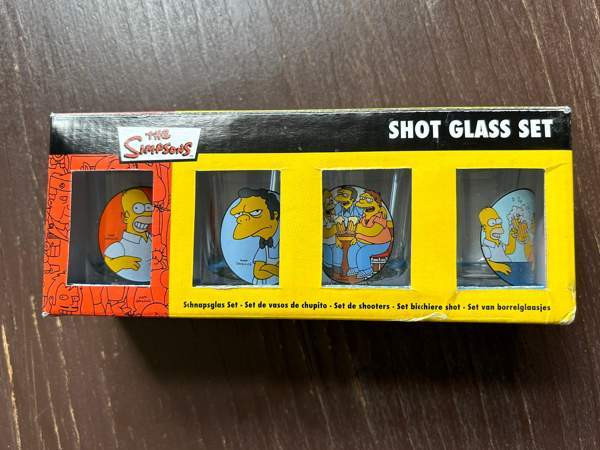 THE
SIMPSONS
SHOT GLASS SET
Schnapsglas Set - Set de vasos de chupito - Set de shooters - Set bicchiere shot - Set van borrelglaasjes